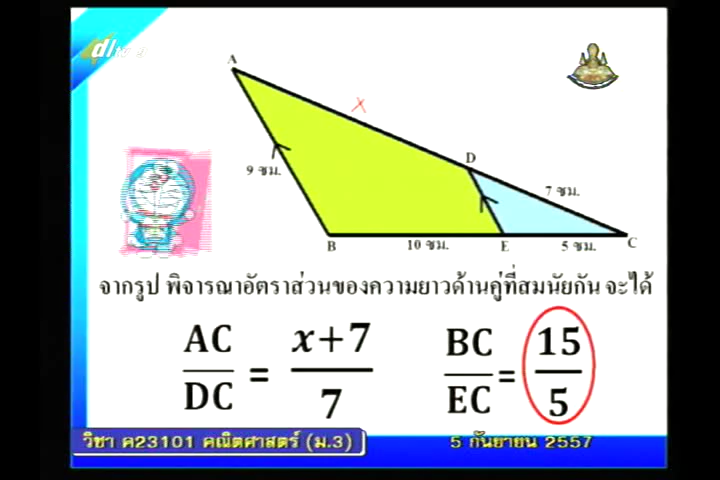 A
x
D
9 ซม.
7 ซม.
B
10 ซม.
E
5 ซม.
C
จากรูป พิจารณาอัตราส่วนของความยาวด้านคู่ที่สมนัยกัน จะได้
AC/DC = x+7/7
BC/EC = 15/5
วิชา ค23101 คณิตศาสตร์ (ม.3)
5 กันยายน 2557